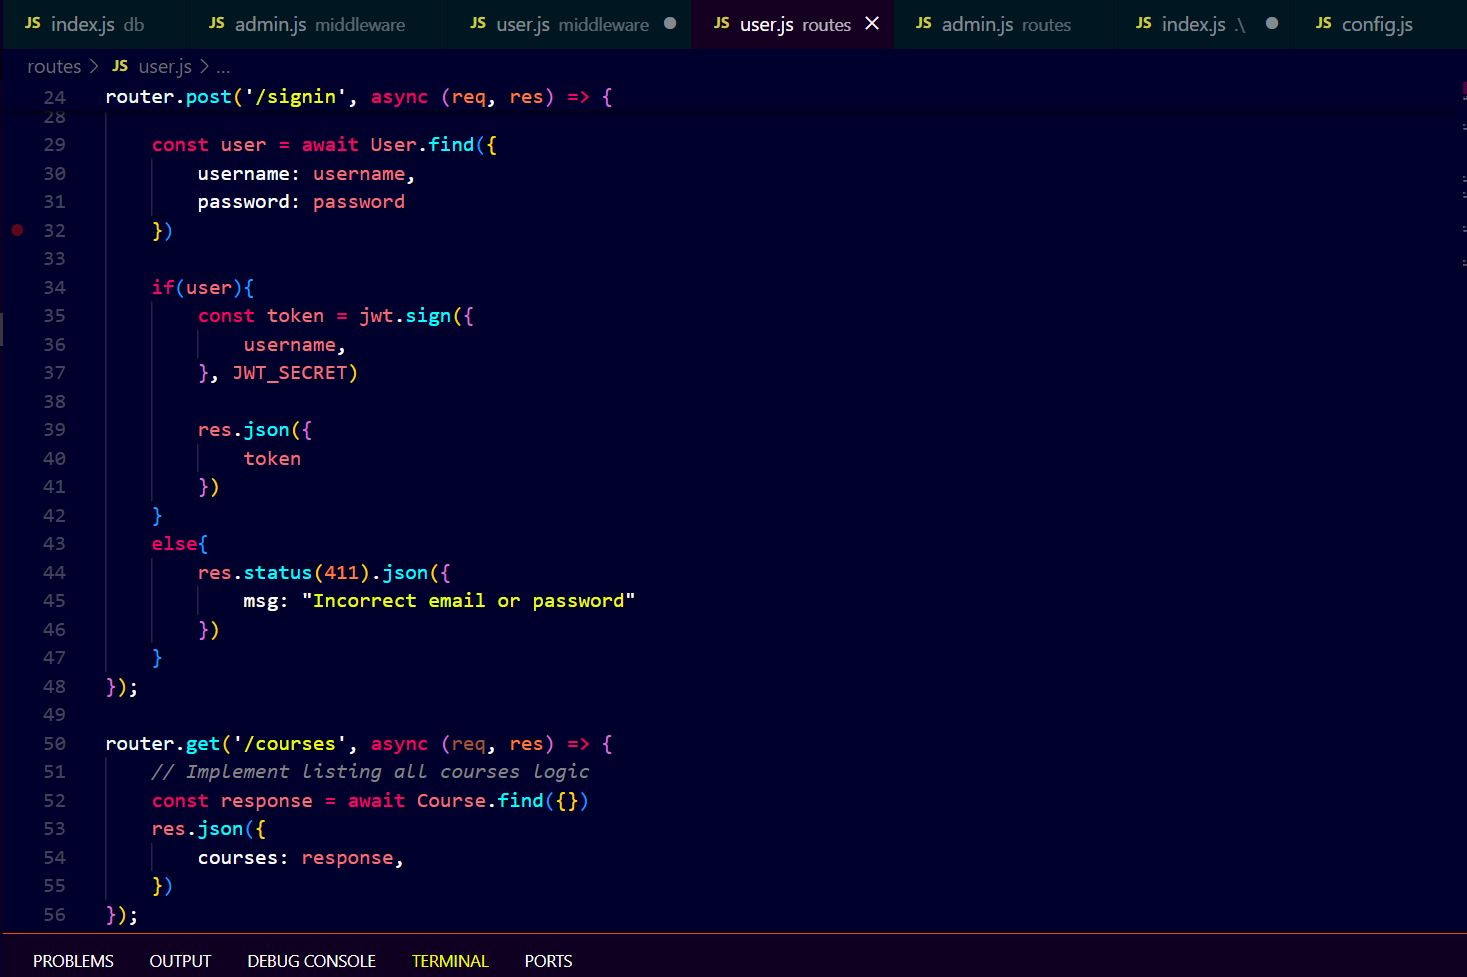 JS index.js db JS admin.js middleware JS user.js middleware JS user.js routes JS admin.js routes JS index.js .\ JS config.js
routes > JS user.js > ...
24 router.post('/signin', async (req, res) => {
28
29 const user = await User.find({
30 username: username,
31 password: password
32 })
33
34 if(user){
35 const token = jwt.sign({
36 username,
37 }, JWT_SECRET)
38
39 res.json({
40 token
41 })
42 }
43 else{
44 res.status(411).json({
45 msg: "Incorrect email or password"
46 })
47 }
48 });
49
50 router.get('/courses', async (req, res) => {
51 // Implement listing all courses logic
52 const response = await Course.find({})
53 res.json({
54 courses: response,
55 })
56 });
PROBLEMS OUTPUT DEBUG CONSOLE TERMINAL PORTS